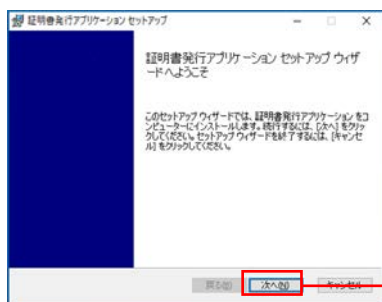 証明書発行アプリケーション セットアップ
証明書発行アプリケーション セットアップ ウィザ
ードへようこそ
このセットアップ ウィザードでは、証明書発行アプリケーション をコ
ンピューターにインストールします。続行するには、[次へ] をクリッ
クしてください。セットアップ ウィザードを終了するには、[キャンセ
ル] をクリックしてください。
戻る(B)
次へ(N)
キャンセル